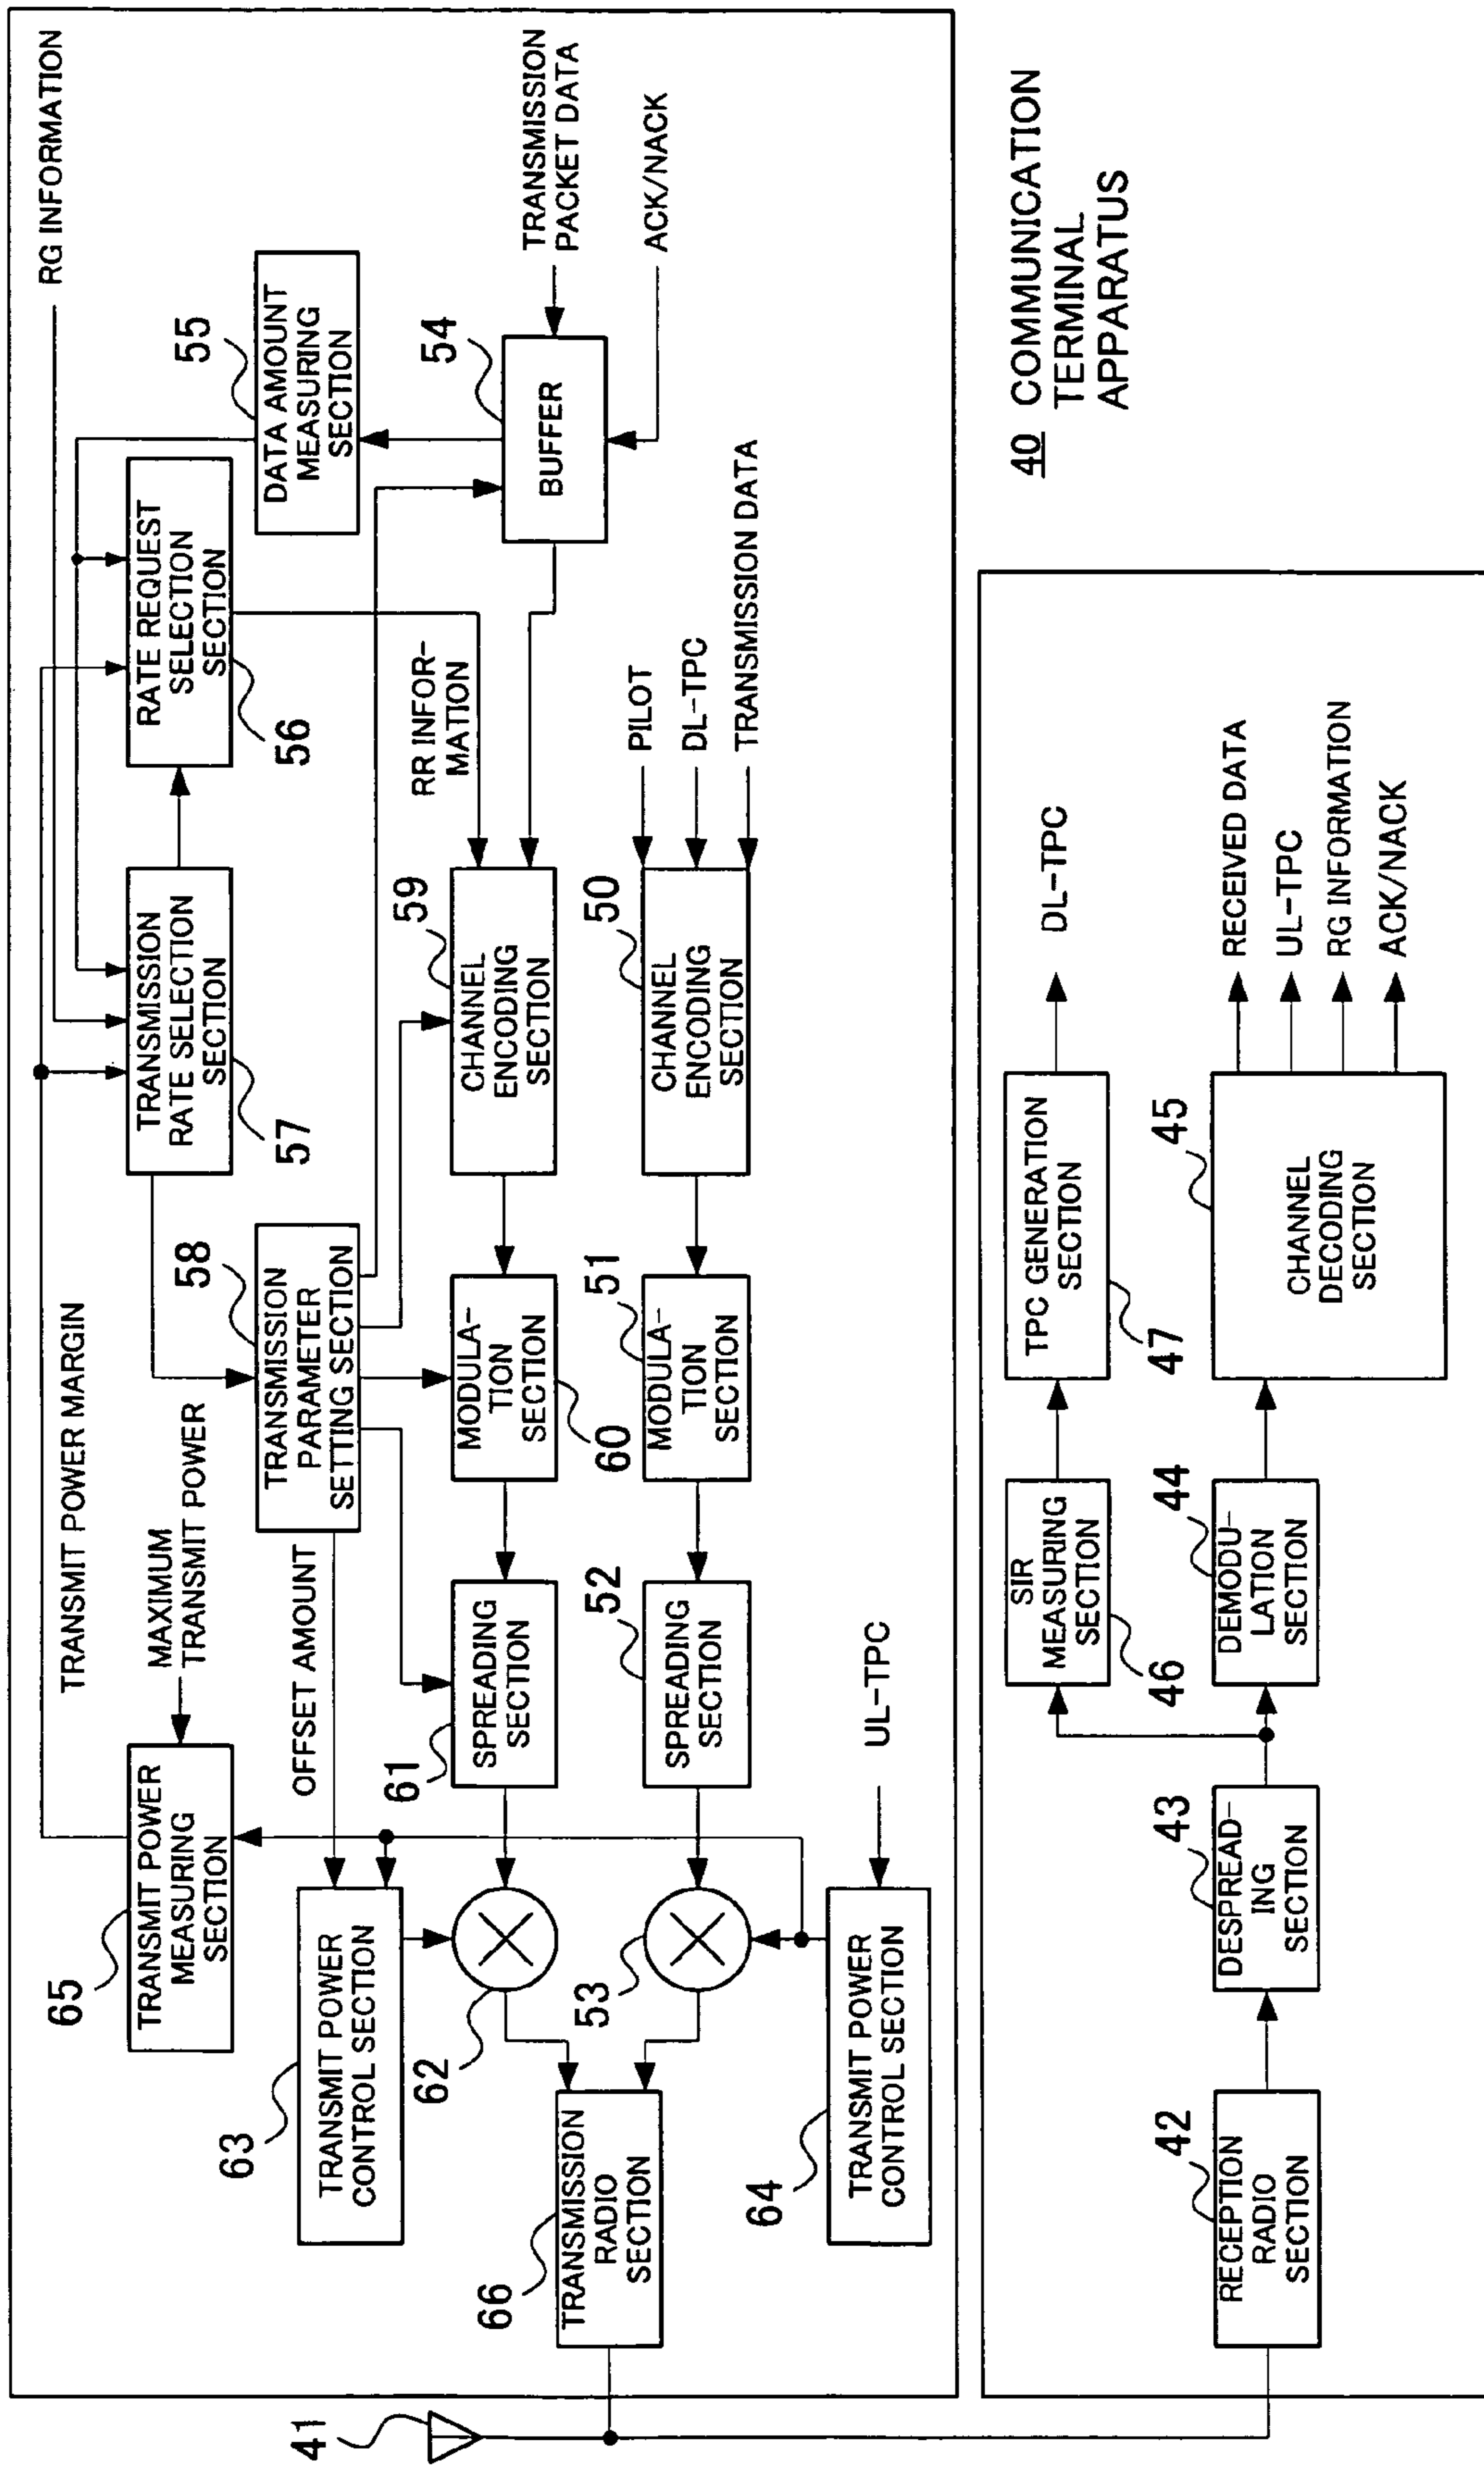 RG INFORMATION
TRANSMIT POWER MARGIN
MAXIMUM
TRANSMIT POWER
65
TRANSMIT POWER
MEASURING
SECTION
57
TRANSMISSION
RATE SELECTION
SECTION
56
RATE REQUEST
SELECTION
SECTION
55
DATA AMOUNT
MEASURING
SECTION
58
TRANSMISSION
PARAMETER
SETTING SECTION
OFFSET AMOUNT
63
TRANSMIT POWER
CONTROL SECTION
RR INFOR-
MATION
54
BUFFER
TRANSMISSION
PACKET DATA
ACK/NACK
62
61
SPREADING
SECTION
60
MODULA-
TION
SECTION
59
CHANNEL
ENCODING
SECTION
66
TRANSMISSION
RADIO
SECTION
53
52
SPREADING
SECTION
51
MODULA-
TION
SECTION
50
CHANNEL
ENCODING
SECTION
PILOT
DL-TPC
TRANSMISSION DATA
64
TRANSMIT POWER
CONTROL SECTION
UL-TPC
41
40 COMMUNICATION
TERMINAL
APPARATUS
46
SIR
MEASURING
SECTION
47
TPC GENERATION
SECTION
DL-TPC
42
RECEPTION
RADIO
SECTION
43
DESPREAD-
ING
SECTION
44
DEMODU-
LATION
SECTION
45
CHANNEL
DECODING
SECTION
RECEIVED DATA
UL-TPC
RG INFORMATION
ACK/NACK